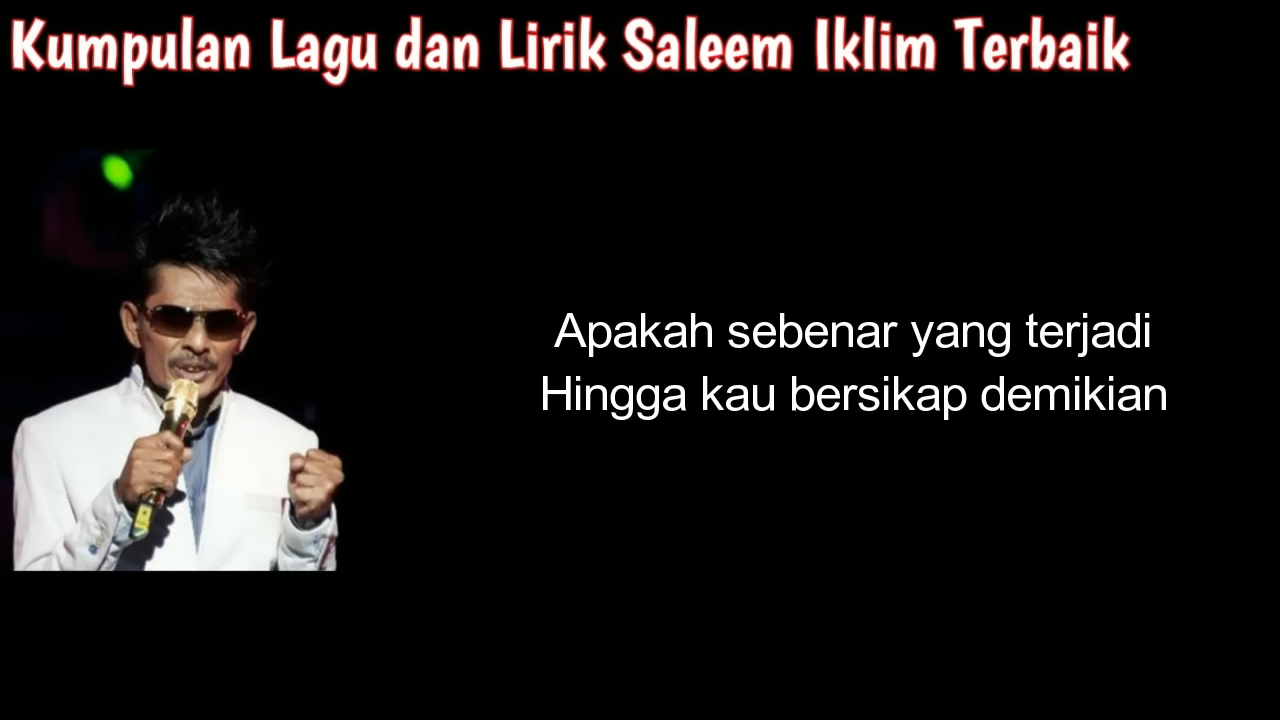 Kumpulan Lagu dan Lirik Saleem Iklim Terbaik
Apakah sebenar yang terjadi
Hingga kau bersikap demikian